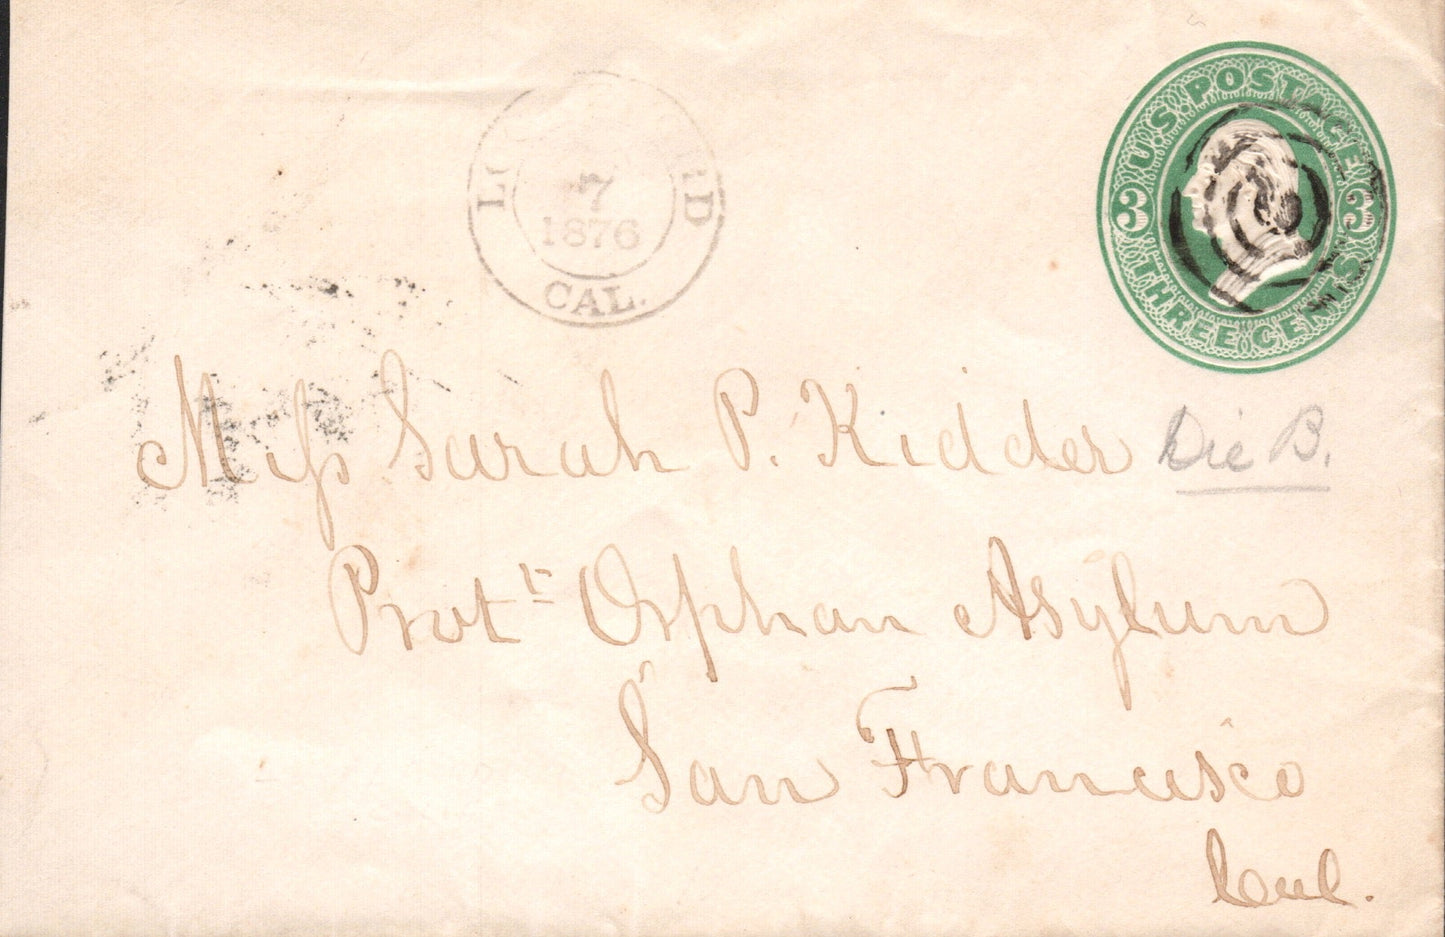 U.S. POSTAGE
3 3
THREE CENTS
7
1876
CAL.
Miſs Sarah P. Kidder
Die B.
Prot^t Orphan Asylum
San Francisco
Cal.